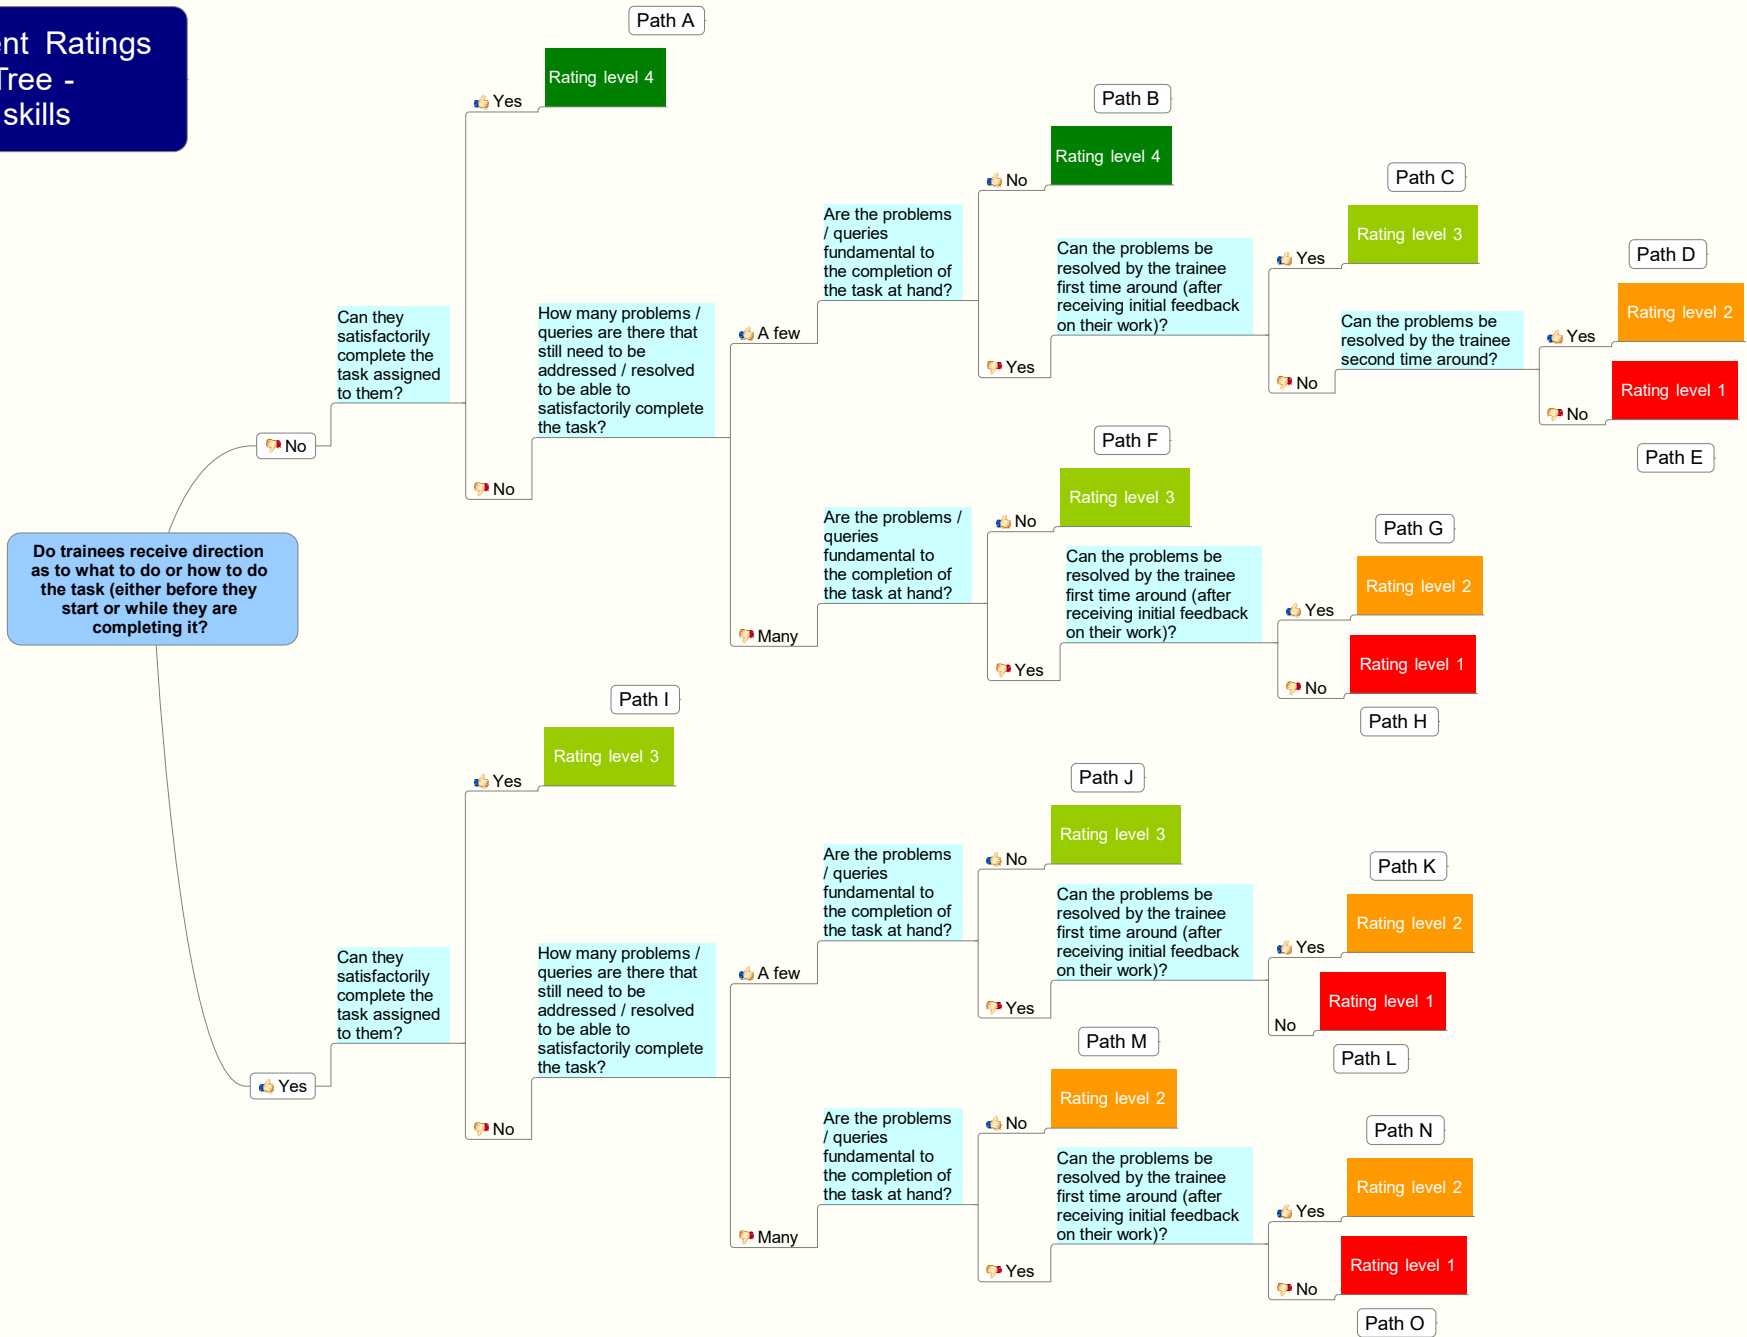 ent Ratings
Tree -
skills
Path A
Rating level 4
Yes
Path B
Rating level 4
No
Path C
Rating level 3
Yes
Are the problems
/ queries
fundamental to
the completion of
the task at hand?
Can the problems be
resolved by the trainee
first time around (after
receiving initial feedback
on their work)?
Path D
Rating level 2
Yes
Can they
satisfactorily
complete the
task assigned
to them?
How many problems /
queries are there that
still need to be
addressed / resolved
to be able to
satisfactorily complete
the task?
A few
Yes
Can the problems be
resolved by the trainee
second time around?
No
Rating level 1
No
Path E
No
No
Path F
Rating level 3
No
Are the problems /
queries
fundamental to
the completion of
the task at hand?
Many
Can the problems be
resolved by the trainee
first time around (after
receiving initial feedback
on their work)?
Yes
Path G
Rating level 2
Yes
Rating level 1
No
Path H
Do trainees receive direction
as to what to do or how to do
the task (either before they
start or while they are
completing it?
Path I
Rating level 3
Yes
Path J
Rating level 3
No
Are the problems
/ queries
fundamental to
the completion of
the task at hand?
Can the problems be
resolved by the trainee
first time around (after
receiving initial feedback
on their work)?
Path K
Rating level 2
Yes
Can they
satisfactorily
complete the
task assigned
to them?
How many problems /
queries are there that
still need to be
addressed / resolved
to be able to
satisfactorily complete
the task?
A few
Yes
Rating level 1
No
Path L
Yes
No
Path M
Rating level 2
No
Are the problems
/ queries
fundamental to
the completion of
the task at hand?
Many
Can the problems be
resolved by the trainee
first time around (after
receiving initial feedback
on their work)?
Yes
Path N
Rating level 2
Yes
Rating level 1
No
Path O